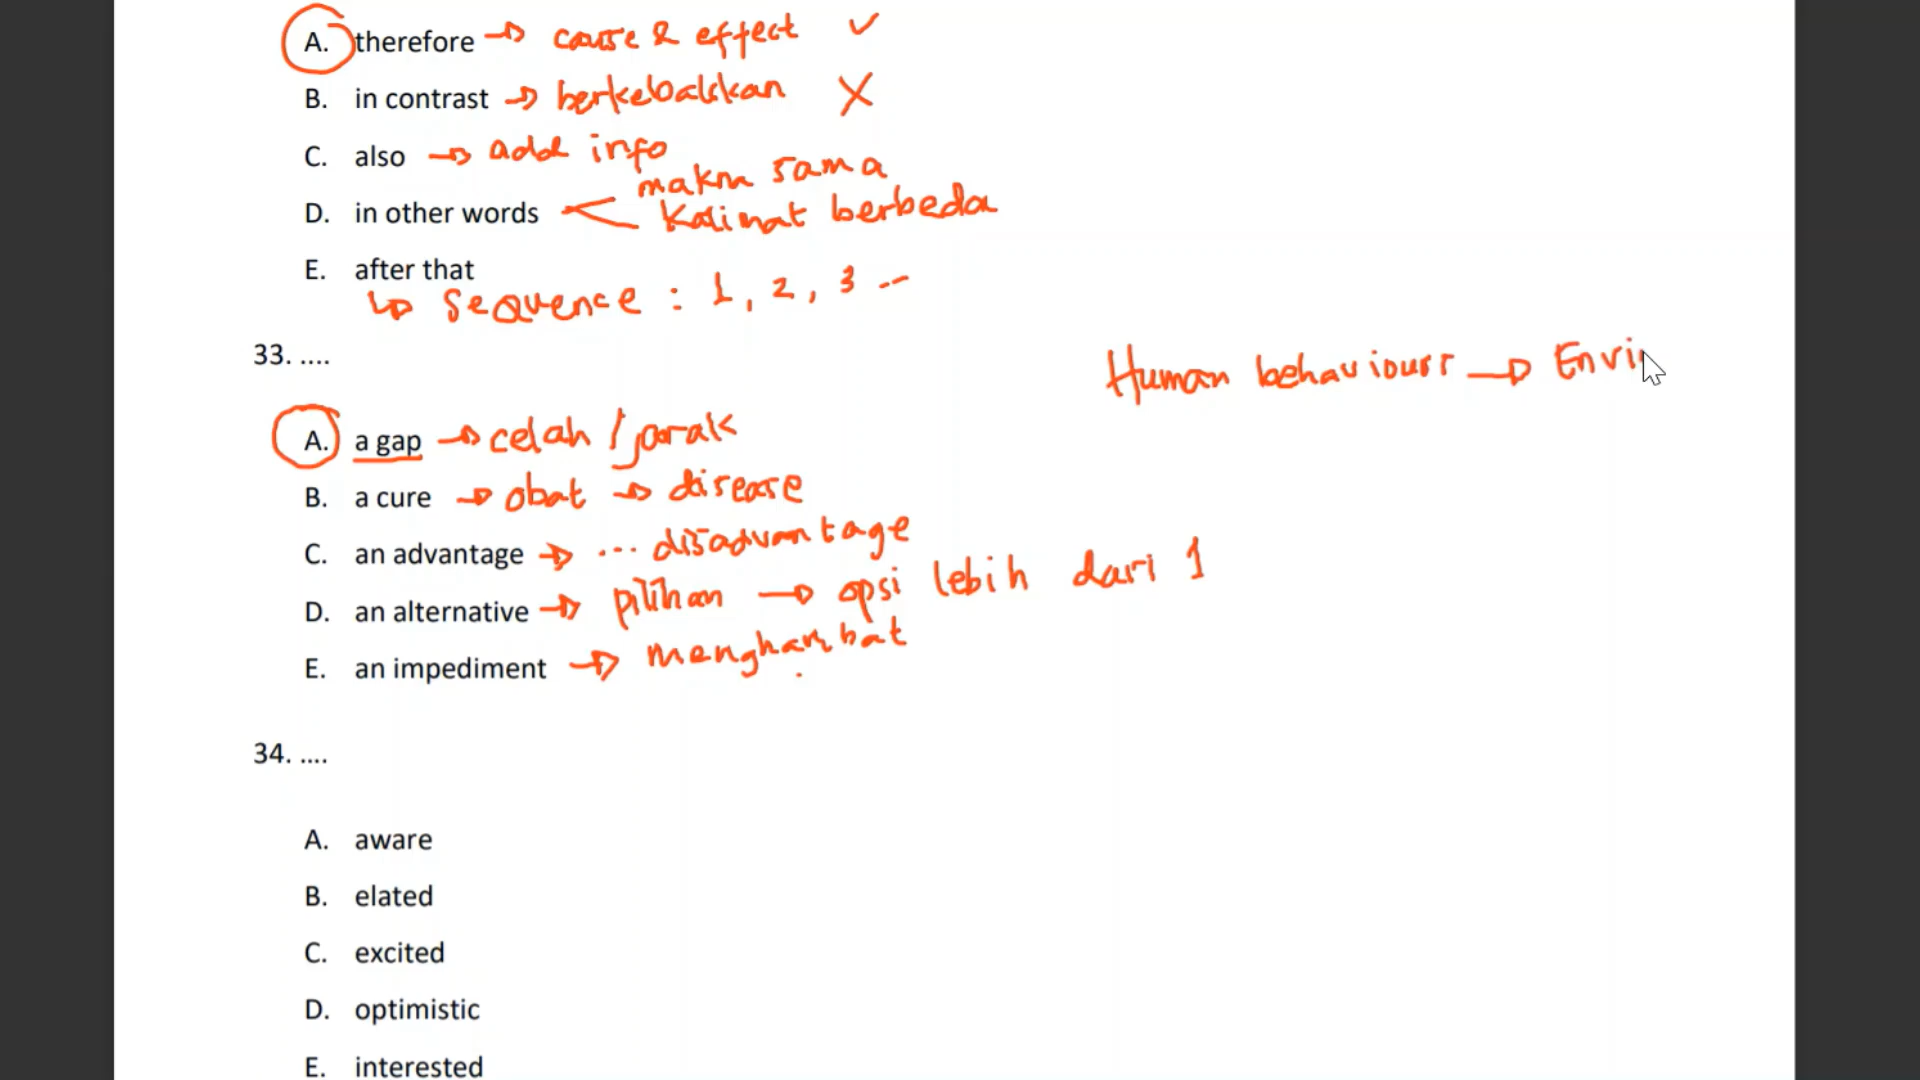 A. therefore → cause & effect ✓
B. in contrast → berkebalikan X
C. also → add info
makna sama
D. in other words < Kalimat berbeda
E. after that
↳ Sequence : 1, 2, 3 ...
33. ....
Human behaviours → Envi
A. a gap → celah / jarak
B. a cure → obat → disease
C. an advantage → ... disadvantage
D. an alternative → pilihan → opsi lebih dari 1
E. an impediment → menghambat
34. ....
A. aware
B. elated
C. excited
D. optimistic
E. interested